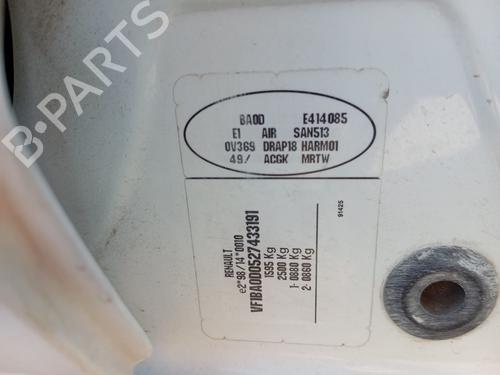 BA0D E414085
E1 AIR SAN513
0V369 DRAP18 HARM01
49/ ACGK MRTW
RENAULT
e2*98/14*0010
VF1BA0D0527433191
1595 Kg
2500 Kg
1- 0880 Kg
2- 0860 Kg
91425
B-PARTS